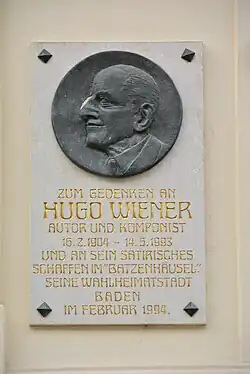 ZUM GEDENKEN AN
HUGO WIENER
AUTOR UND KOMPONIST
16.2.1904 – 14.5.1993
UND AN SEIN SATIRISCHES
SCHAFFEN IM "BATZENHÄUSEL".
SEINE WAHLHEIMATSTADT
BADEN
IM FEBRUAR 1994.